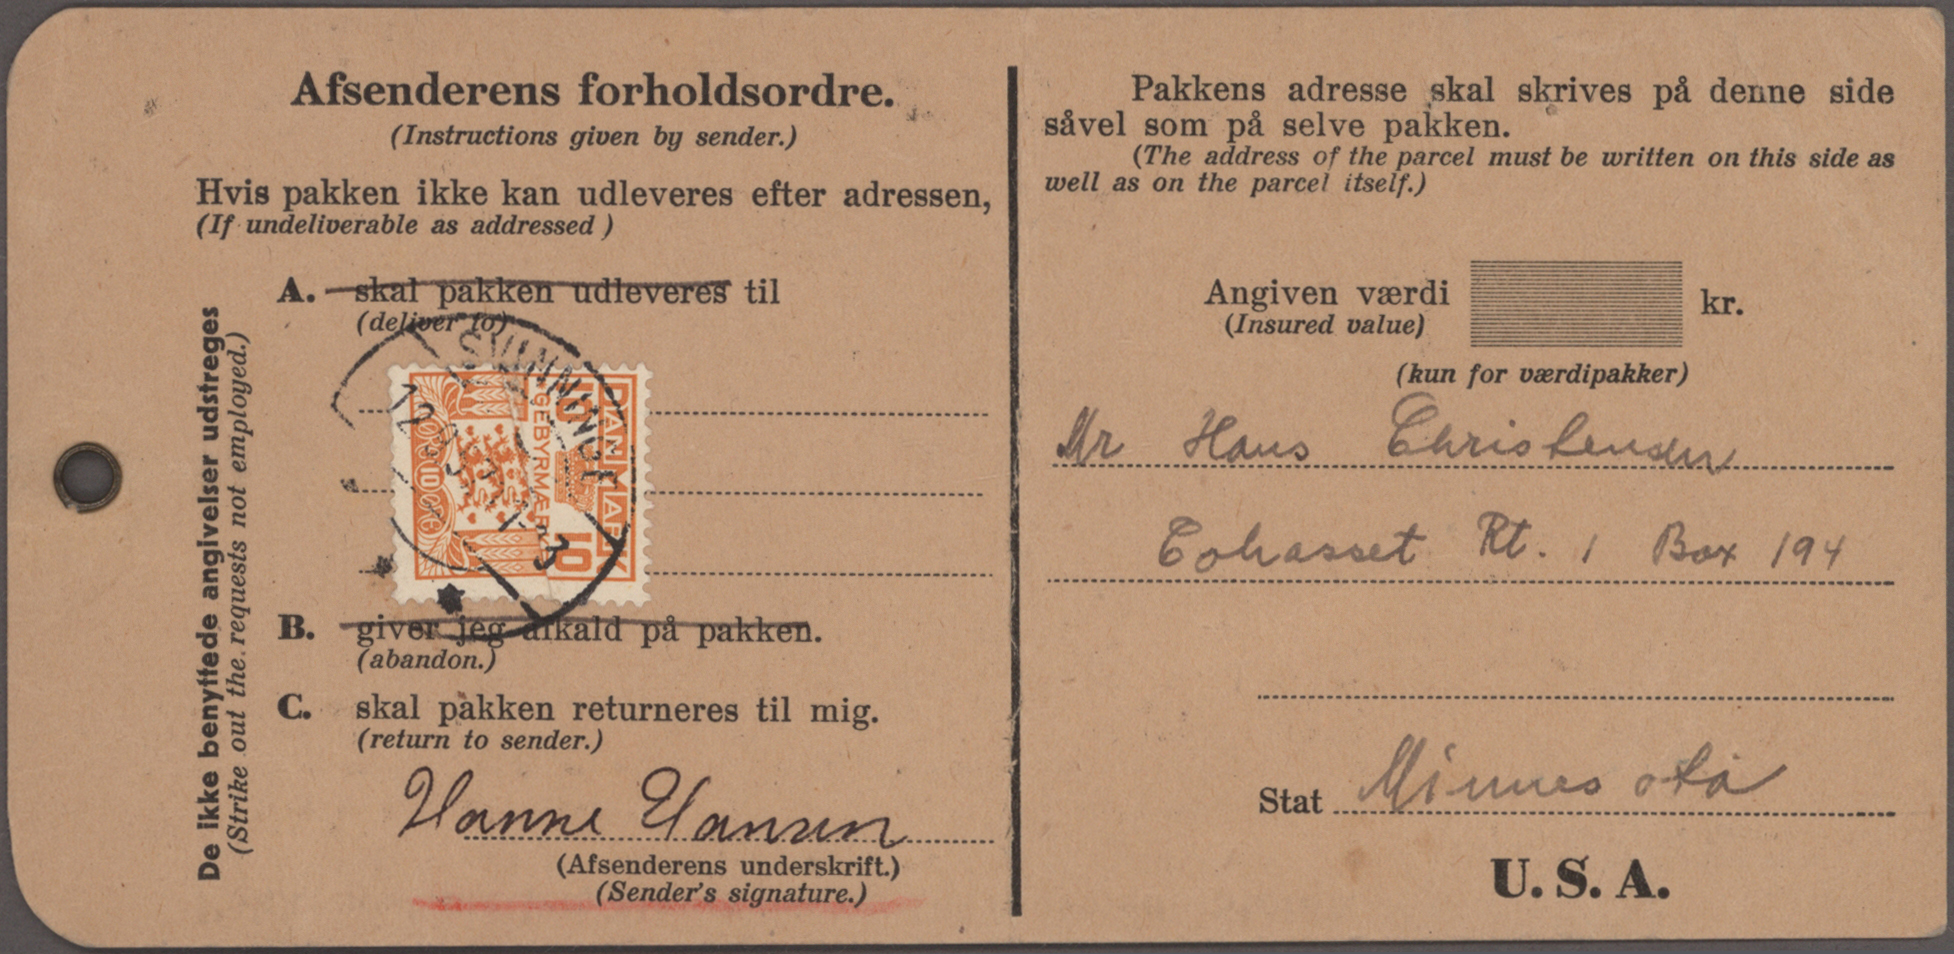 Afsenderens forholdsordre.
(Instructions given by sender.)
Hvis pakken ikke kan udleveres efter adressen,
(If undeliverable as addressed )
A. skal pakken udleveres til
(deliver to)
SVINNINGE
DANMARK
10 10
GEBYRMÆRKE
10 ØRE
B. giver jeg afkald på pakken.
(abandon.)
C. skal pakken returneres til mig.
(return to sender.)
Hanne Hansen
(Afsenderens underskrift.)
(Sender's signature.)
De ikke benyttede angivelser udstreges
(Strike out the requests not employed.)
Pakkens adresse skal skrives på denne side
såvel som på selve pakken.
(The address of the parcel must be written on this side as
well as on the parcel itself.)
Angiven værdi kr.
(Insured value)
(kun for værdipakker)
Mr Hans Christensen
Cohasset Rt. 1 Box 194
Stat Minnesota
U. S. A.